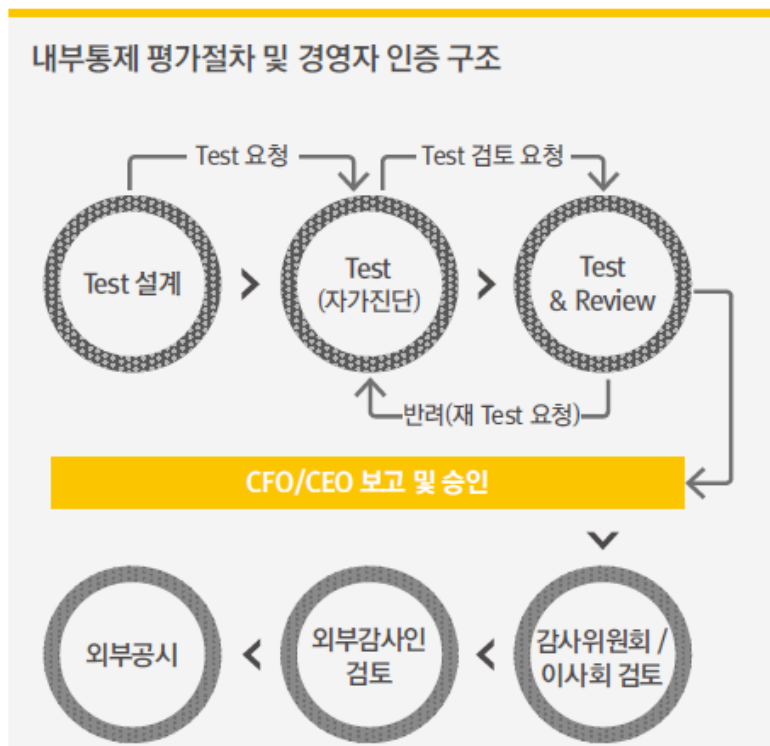 내부통제 평가절차 및 경영자 인증 구조
Test 요청
Test 검토 요청
Test 설계
Test
(자가진단)
Test
& Review
반려(재 Test 요청)
CFO/CEO 보고 및 승인
외부공시
외부감사인
검토
감사위원회 /
이사회 검토